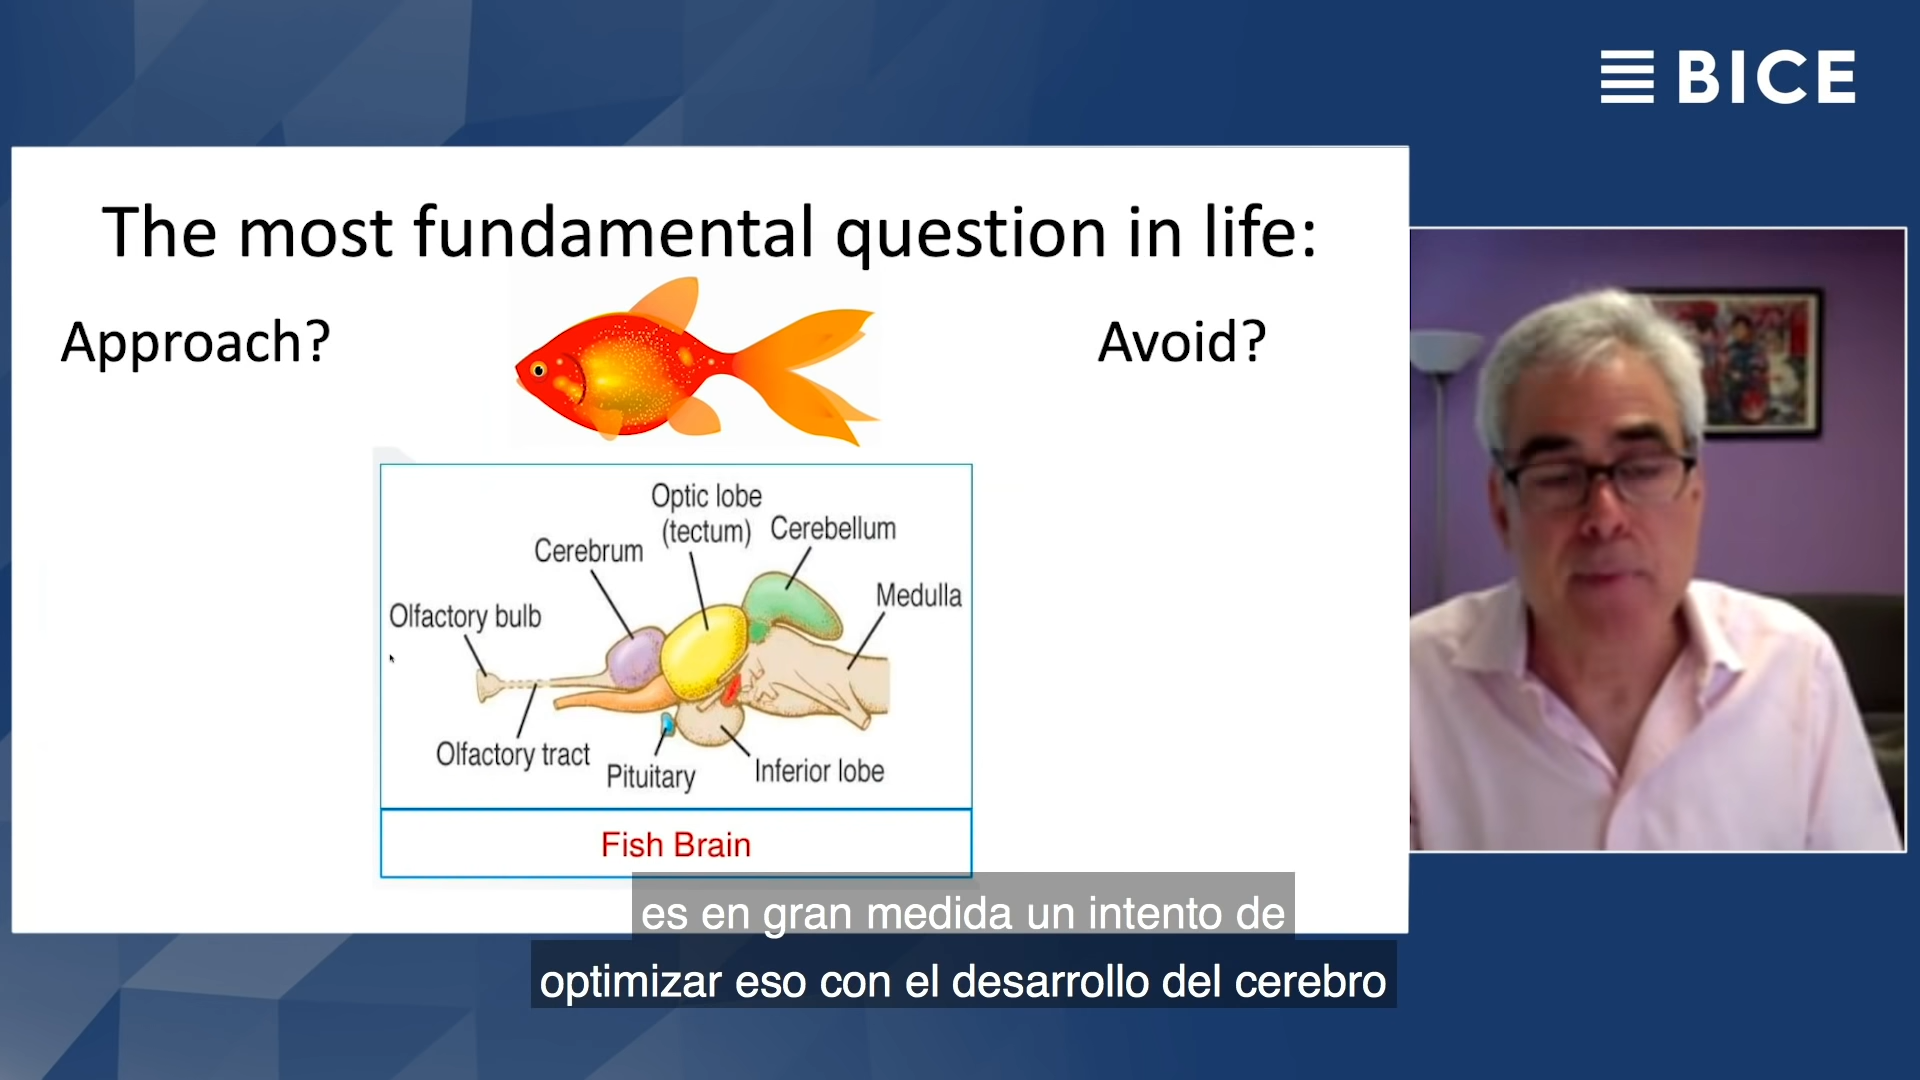 BICE
The most fundamental question in life:
Approach?
Avoid?
Optic lobe
(tectum)
Cerebellum
Cerebrum
Medulla
Olfactory bulb
Olfactory tract
Pituitary
Inferior lobe
Fish Brain
es en gran medida un intento de
optimizar eso con el desarrollo del cerebro